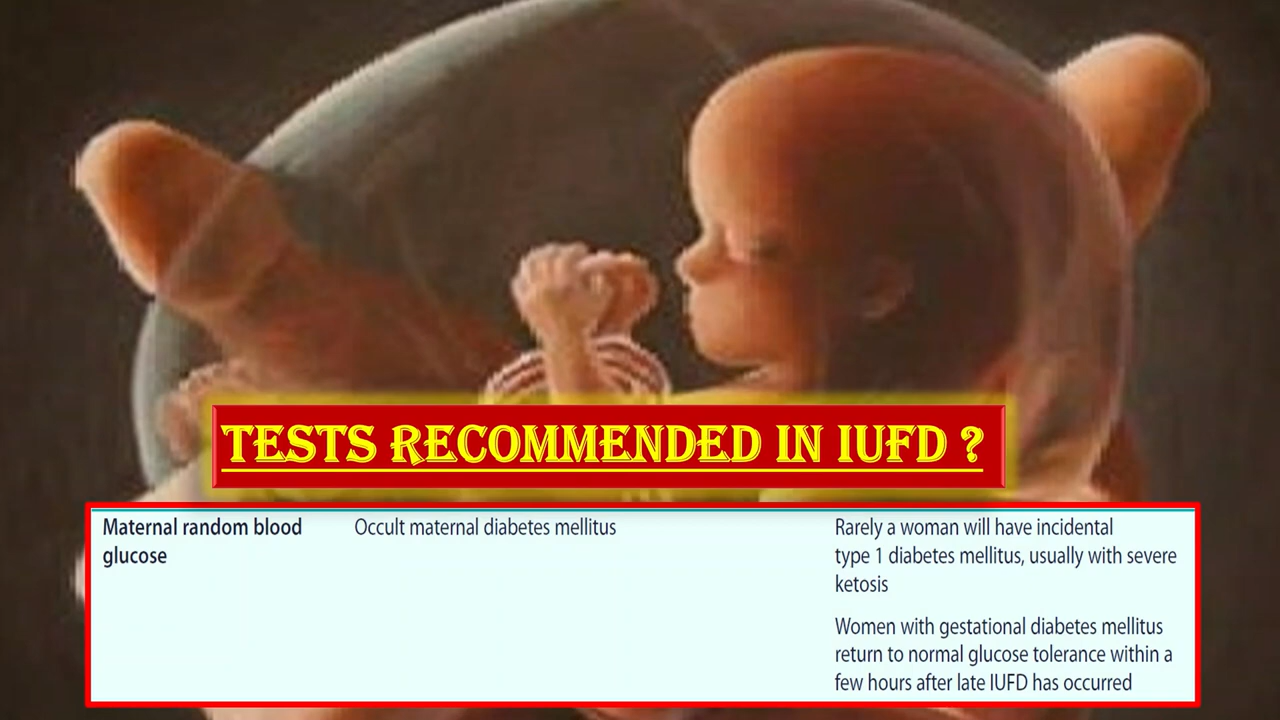 TESTS RECOMMENDED IN IUFD ?
Maternal random blood
glucose
Occult maternal diabetes mellitus
Rarely a woman will have incidental
type 1 diabetes mellitus, usually with severe
ketosis
Women with gestational diabetes mellitus
return to normal glucose tolerance within a
few hours after late IUFD has occurred